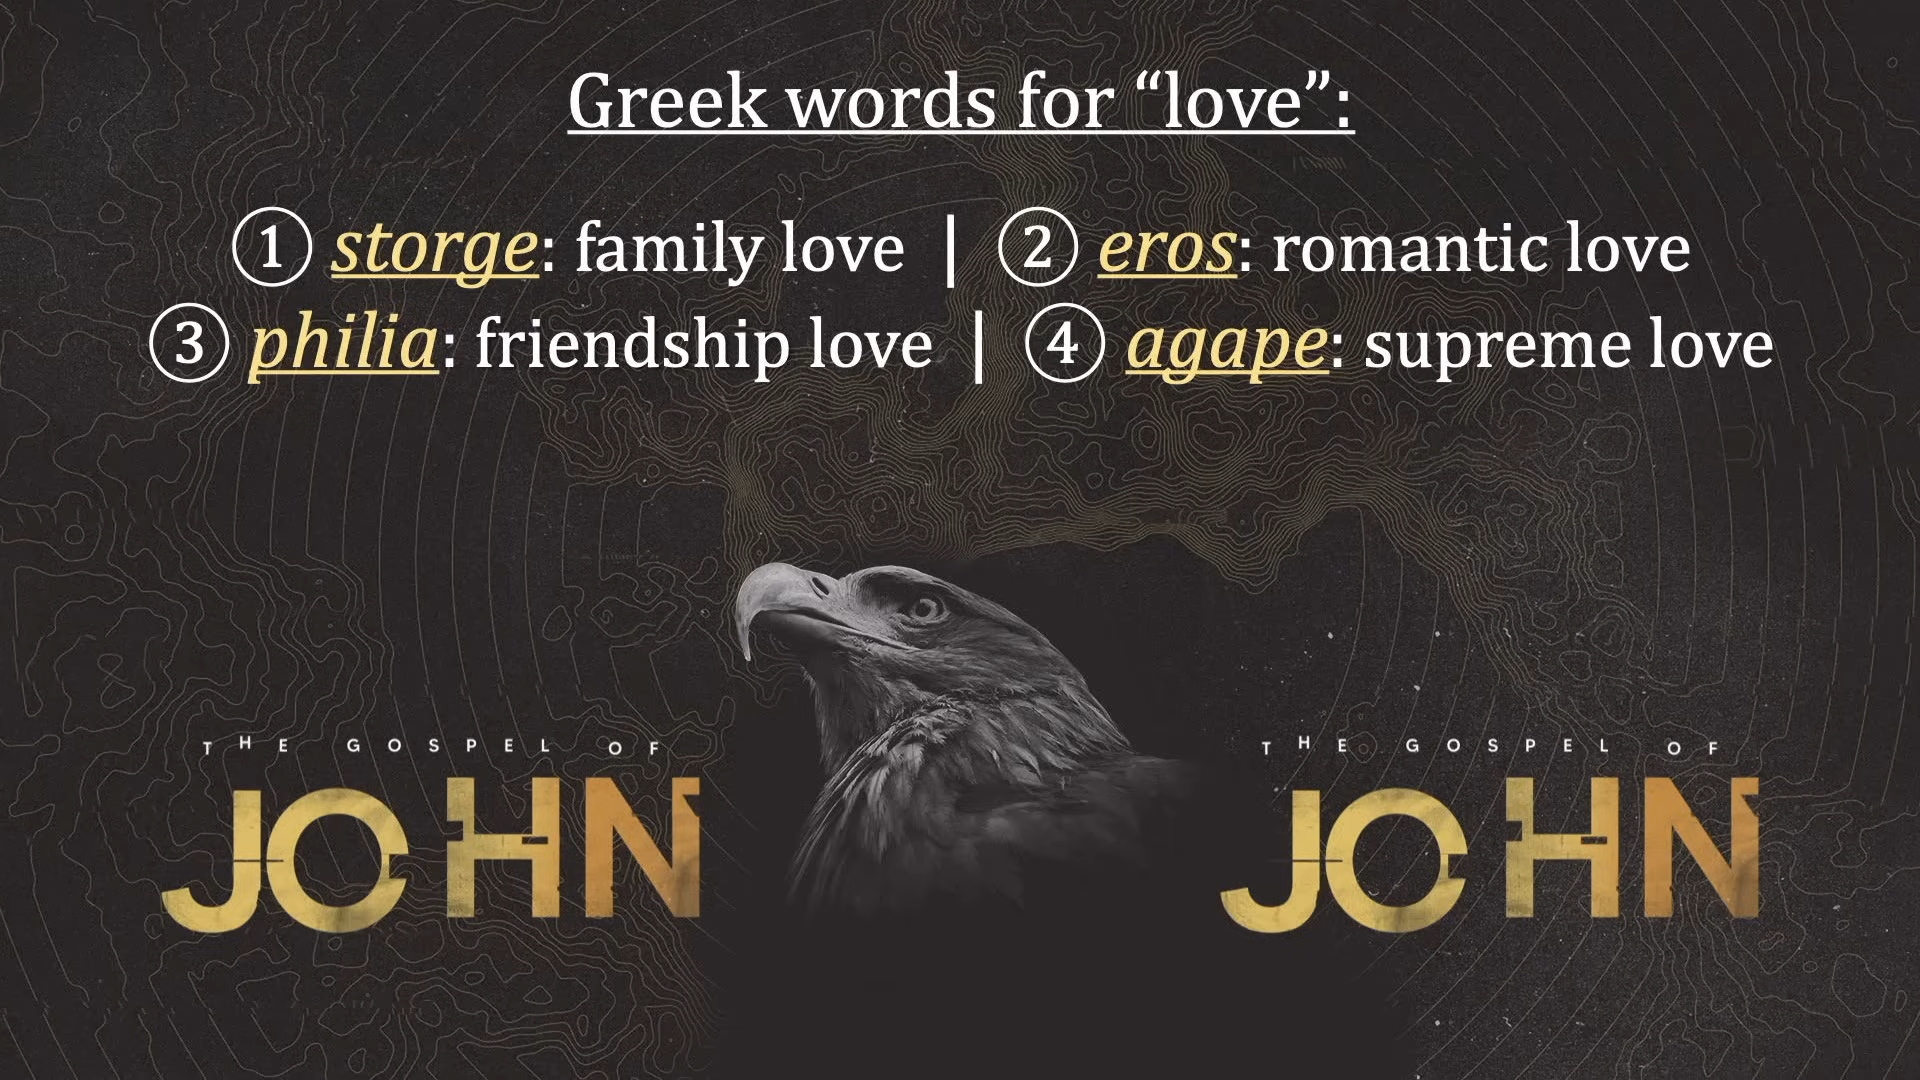 Greek words for “love”:
① storge: family love | ② eros: romantic love
③ philia: friendship love | ④ agape: supreme love
THE GOSPEL OF
JOHN
THE GOSPEL OF
JOHN